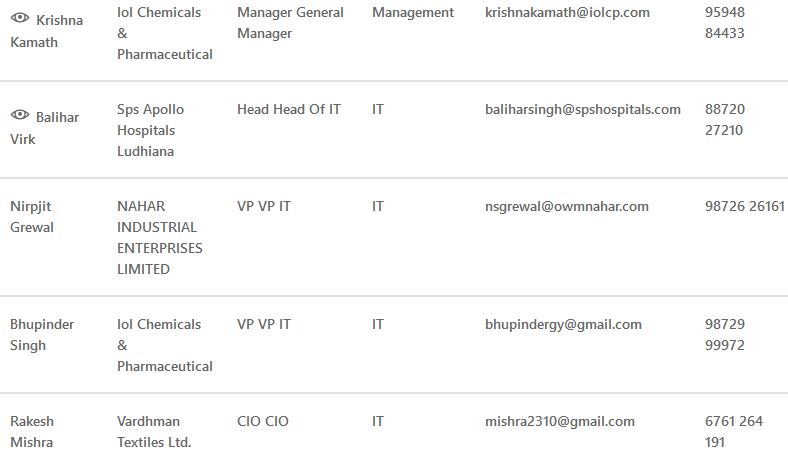 Krishna Kamath Iol Chemicals & Pharmaceutical Manager General Manager Management krishnakamath@iolcp.com 95948 84433
Balihar Virk Sps Apollo Hospitals Ludhiana Head Head Of IT IT baliharsingh@spshospitals.com 88720 27210
Nirpjit Grewal NAHAR INDUSTRIAL ENTERPRISES LIMITED VP VP IT IT nsgrewal@owmnahar.com 98726 26161
Bhupinder Singh Iol Chemicals & Pharmaceutical VP VP IT IT bhupindergy@gmail.com 98729 99972
Rakesh Mishra Vardhman Textiles Ltd. CIO CIO IT mishra2310@gmail.com 6761 264 191